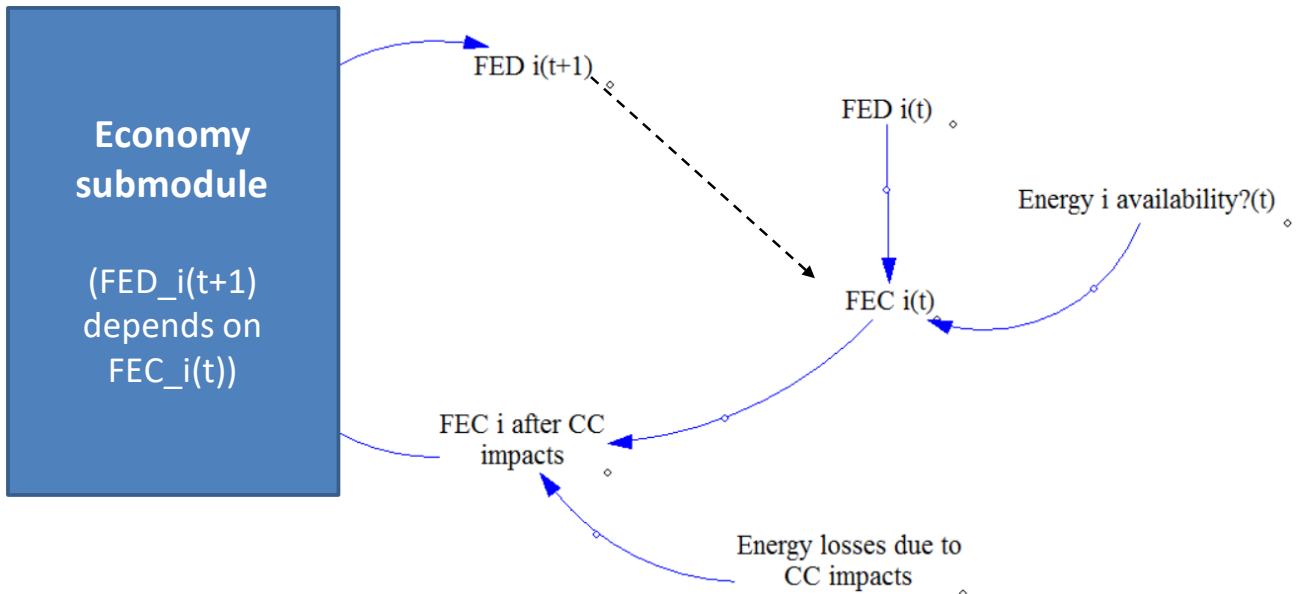 Economy
submodule
(FED_i(t+1)
depends on
FEC_i(t))
FED i(t+1)
FED i(t)
Energy i availability?(t)
FEC i(t)
FEC i after CC
impacts
Energy losses due to
CC impacts